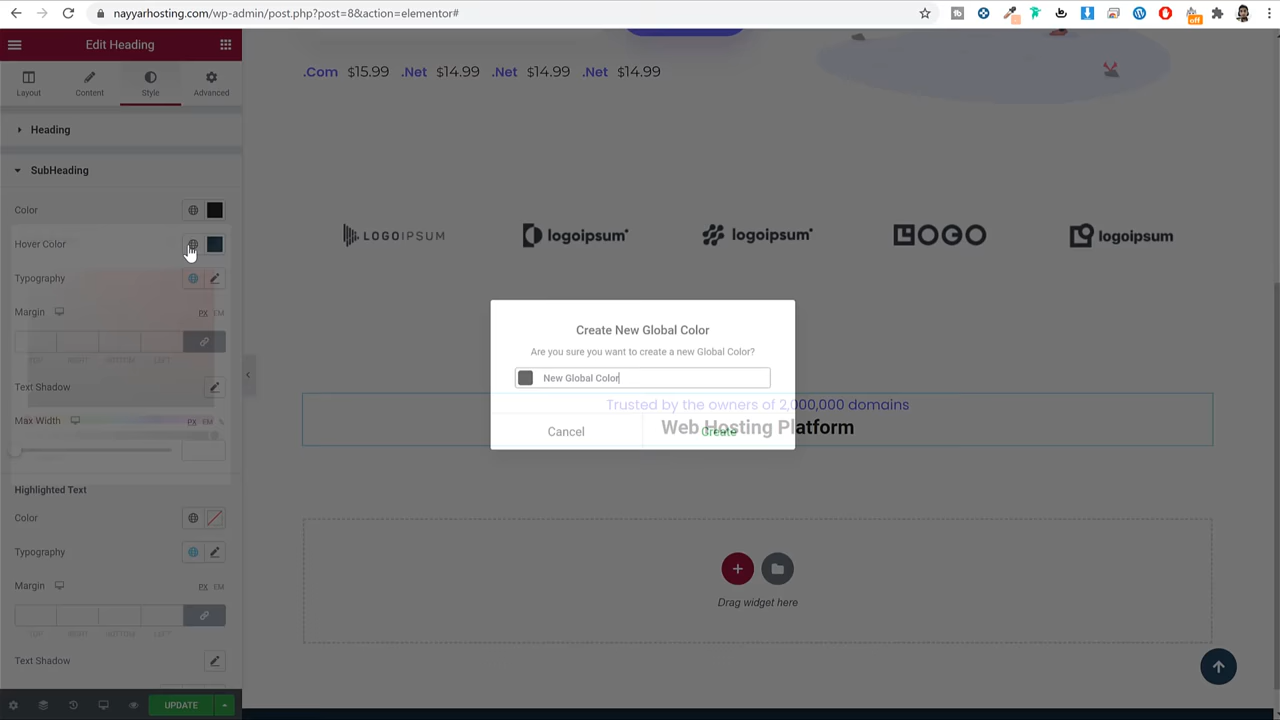 nayyarhosting.com/wp-admin/post.php?post=8&action=elementor#
off
Edit Heading
Layout
Content
Style
Advanced
Heading
SubHeading
Color
Hover Color
Typography
Margin
PX EM
TOP RIGHT BOTTOM LEFT
Text Shadow
Max Width
PX EM %
Highlighted Text
Color
Typography
Margin
PX EM
TOP RIGHT BOTTOM LEFT
Text Shadow
UPDATE
.Com $15.99 .Net $14.99 .Net $14.99 .Net $14.99
LOGOIPSUM
logoipsum
logoipsum
LOGO
logoipsum
Create New Global Color
Are you sure you want to create a new Global Color?
New Global Color
Cancel
Create
Trusted by the owners of 2,000,000 domains
Web Hosting Platform
Drag widget here